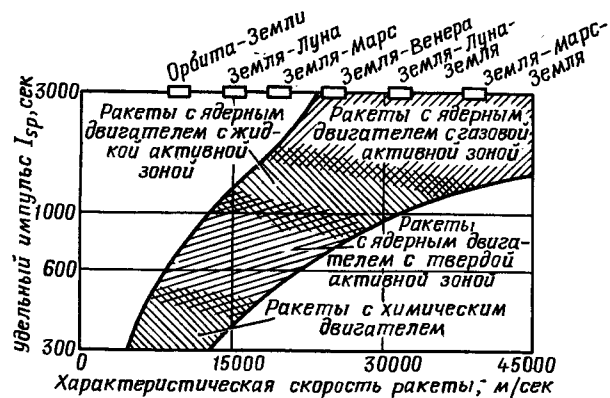 Орбита-Земли
Земля-Луна
Земля-Марс
Земля-Венера
Земля-Луна-
Земля
Земля-Марс-
Земля
Удельный импульс Isp, сек
3000
1000
600
300
Ракеты с ядерным
двигателем с жид-
кой активной
зоной
Ракеты с ядерным
двигателем с газовой
активной зоной
Ракеты
с ядерным двига-
телем с твердой
активной зоной
Ракеты с химическим
двигателем
0
15000
30000
45000
Характеристическая скорость ракеты, м/сек